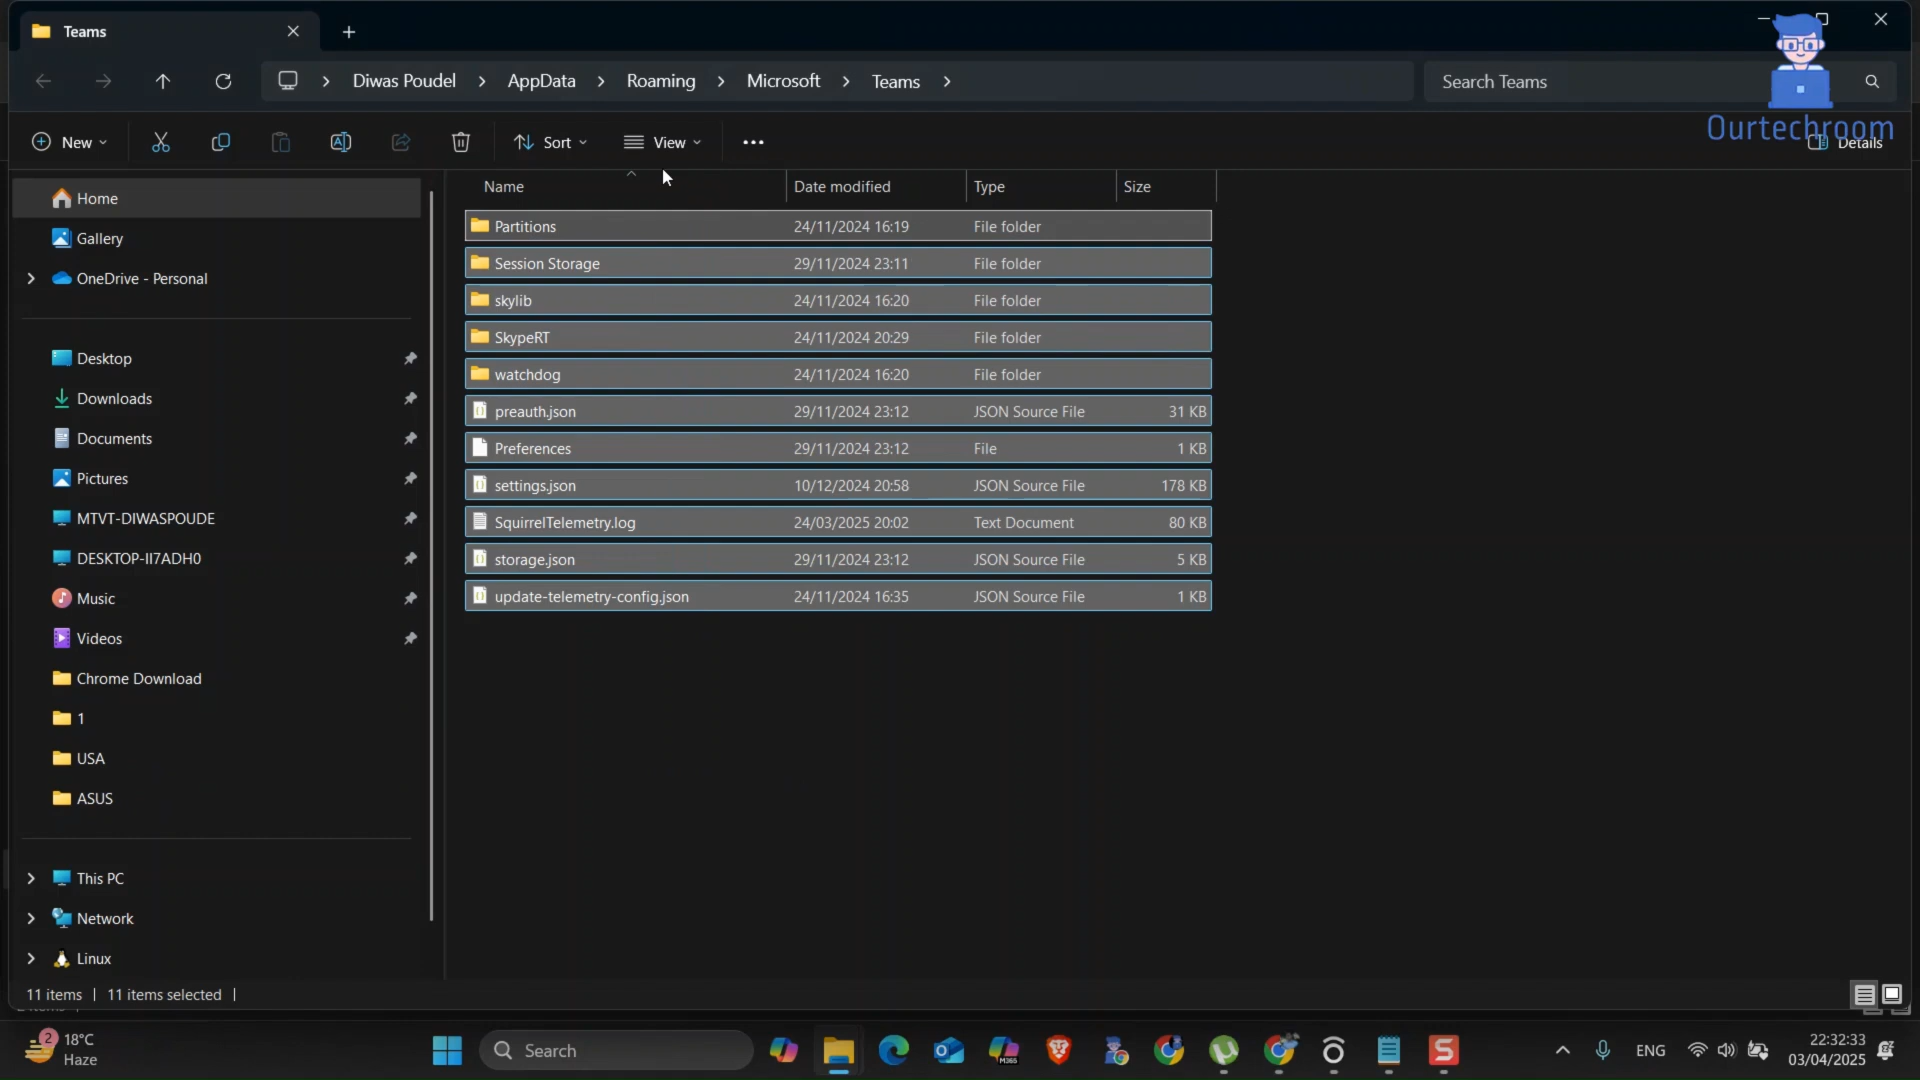 Teams
Diwas Poudel > AppData > Roaming > Microsoft > Teams >
Search Teams
Ourtechroom
New
Sort
View
Details
Name Date modified Type Size
Home
Gallery
OneDrive - Personal
Desktop
Downloads
Documents
Pictures
MTVT-DIWASPOUDE
DESKTOP-II7ADH0
Music
Videos
Chrome Download
1
USA
ASUS
This PC
Network
Linux
Partitions 24/11/2024 16:19 File folder
Session Storage 29/11/2024 23:11 File folder
skylib 24/11/2024 16:20 File folder
SkypeRT 24/11/2024 20:29 File folder
watchdog 24/11/2024 16:20 File folder
preauth.json 29/11/2024 23:12 JSON Source File 31 KB
Preferences 29/11/2024 23:12 File 1 KB
settings.json 10/12/2024 20:58 JSON Source File 178 KB
SquirrelTelemetry.log 24/03/2025 20:02 Text Document 80 KB
storage.json 29/11/2024 23:12 JSON Source File 5 KB
update-telemetry-config.json 24/11/2024 16:35 JSON Source File 1 KB
11 items | 11 items selected |
2
18°C
Haze
Search
M365
S
ENG
22:32:33
03/04/2025